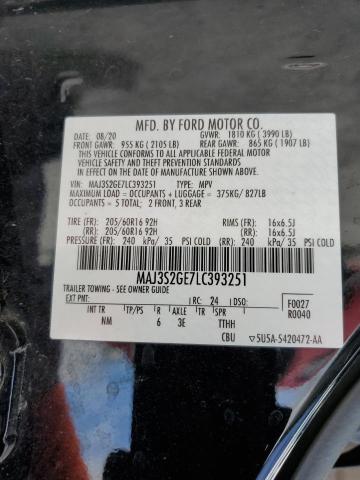 MFD. BY FORD MOTOR CO.
DATE: 08/20 GVWR: 1810 KG ( 3990 LB)
FRONT GAWR: 955 KG (2105 LB) REAR GAWR: 865 KG (1907 LB)
THIS VEHICLE CONFORMS TO ALL APPLICABLE FEDERAL MOTOR
VEHICLE SAFETY AND THEFT PREVENTION STANDARDS IN EFFECT
ON THE DATE OF MANUFACTURE SHOWN ABOVE.
VIN: MAJ3S2GE7LC393251 TYPE: MPV
MAXIMUM LOAD = OCCUPANTS + LUGGAGE = 375KG/ 827LB
OCCUPANTS = 5 TOTAL; 2 FRONT, 3 REAR
TIRE (FR): 205/60R16 92H RIMS (FR): 16x6.5J
(RR): 205/60R16 92H (RR): 16x6.5J
PRESSURE (FR): 240 kPa/ 35 PSI COLD (RR): 240 kPa/ 35 PSI COLD
MAJ3S2GE7LC393251
TRAILER TOWING - SEE OWNER GUIDE
EXT PNT: RC: 24 DSO: F0027
INT TR TP/PS R AXLE TR SPR R0040
NM 6 3E TTHH
CBU 5U5A-5420472-AA